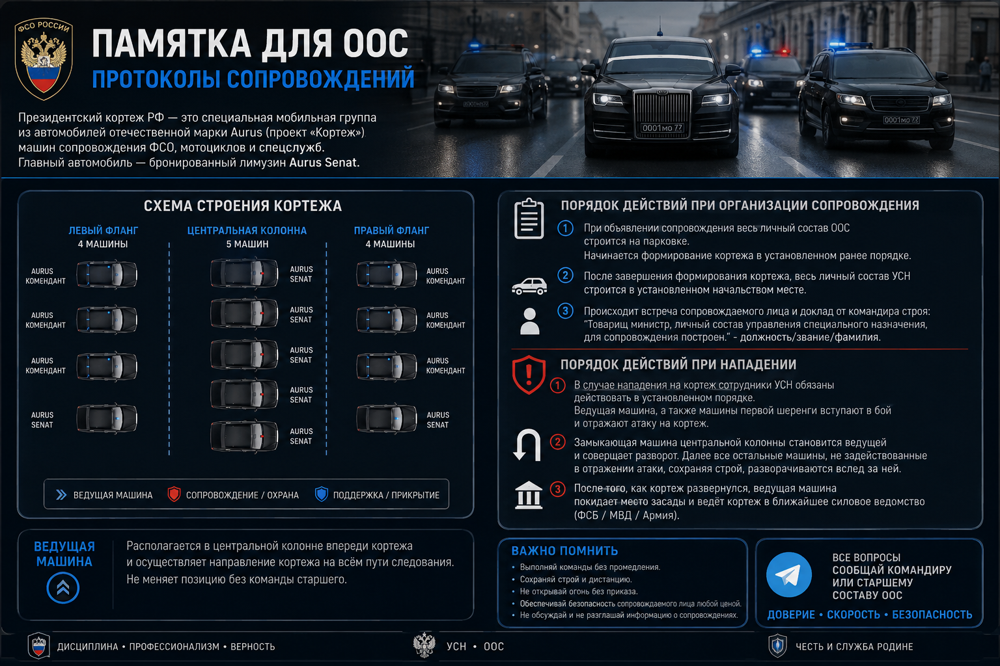 ФСО РОССИИ
ПАМЯТКА ДЛЯ ООС
ПРОТОКОЛЫ СОПРОВОЖДЕНИЙ
Президентский кортеж РФ — это специальная мобильная группа
из автомобилей отечественной марки Aurus (проект «Кортеж»)
машин сопровождения ФСО, мотоциклов и спецслужб.
Главный автомобиль — бронированный лимузин Aurus Senat.
0001мо 77
0001мо 77
СХЕМА СТРОЕНИЯ КОРТЕЖА
ЛЕВЫЙ ФЛАНГ
4 МАШИНЫ
ЦЕНТРАЛЬНАЯ КОЛОННА
5 МАШИН
ПРАВЫЙ ФЛАНГ
4 МАШИНЫ
AURUS
КОМЕНДАНТ
AURUS
КОМЕНДАНТ
AURUS
КОМЕНДАНТ
AURUS
SENAT
AURUS
SENAT
AURUS
SENAT
AURUS
SENAT
AURUS
SENAT
AURUS
SENAT
AURUS
КОМЕНДАНТ
AURUS
КОМЕНДАНТ
AURUS
КОМЕНДАНТ
AURUS
SENAT
ВЕДУЩАЯ МАШИНА
СОПРОВОЖДЕНИЕ / ОХРАНА
ПОДДЕРЖКА / ПРИКРЫТИЕ
ВЕДУЩАЯ
МАШИНА
Располагается в центральной колонне впереди кортежа
и осуществляет направление кортежа на всём пути следования.
Не меняет позицию без команды старшего.
ПОРЯДОК ДЕЙСТВИЙ ПРИ ОРГАНИЗАЦИИ СОПРОВОЖДЕНИЯ
1 При объявлении сопровождения весь личный состав ООС
строится на парковке.
Начинается формирование кортежа в установленном ранее порядке.
2 После завершения формирования кортежа, весь личный состав УСН
строится в установленном начальством месте.
3 Происходит встреча сопровождаемого лица и доклад от командира строя:
"Товарищ министр, личный состав управления специального назначения,
для сопровождения построен." - должность/звание/фамилия.
ПОРЯДОК ДЕЙСТВИЙ ПРИ НАПАДЕНИИ
1 В случае нападения на кортеж сотрудники УСН обязаны
действовать в установленном порядке.
Ведущая машина, а также машины первой шеренги вступают в бой
и отражают атаку на кортеж.
2 Замыкающая машина центральной колонны становится ведущей
и совершает разворот. Далее все остальные машины, не задействованные
в отражении атаки, сохраняя строй, разворачиваются вслед за ней.
3 После того, как кортеж развернулся, ведущая машина
покидает место засады и ведёт кортеж в ближайшее силовое ведомство
(ФСБ / МВД / Армия).
ВАЖНО ПОМНИТЬ
• Выполняй команды без промедления.
• Сохраняй строй и дистанцию.
• Не открывай огонь без приказа.
• Обеспечивай безопасность сопровождаемого лица любой ценой.
• Не обсуждай и не разглашай информацию о сопровождениях.
ВСЕ ВОПРОСЫ
СООБЩАЙ КОМАНДИРУ
ИЛИ СТАРШЕМУ
СОСТАВУ ООС
ДОВЕРИЕ • СКОРОСТЬ • БЕЗОПАСНОСТЬ
ДИСЦИПЛИНА • ПРОФЕССИОНАЛИЗМ • ВЕРНОСТЬ
УСН • ООС
ЧЕСТЬ И СЛУЖБА РОДИНЕ